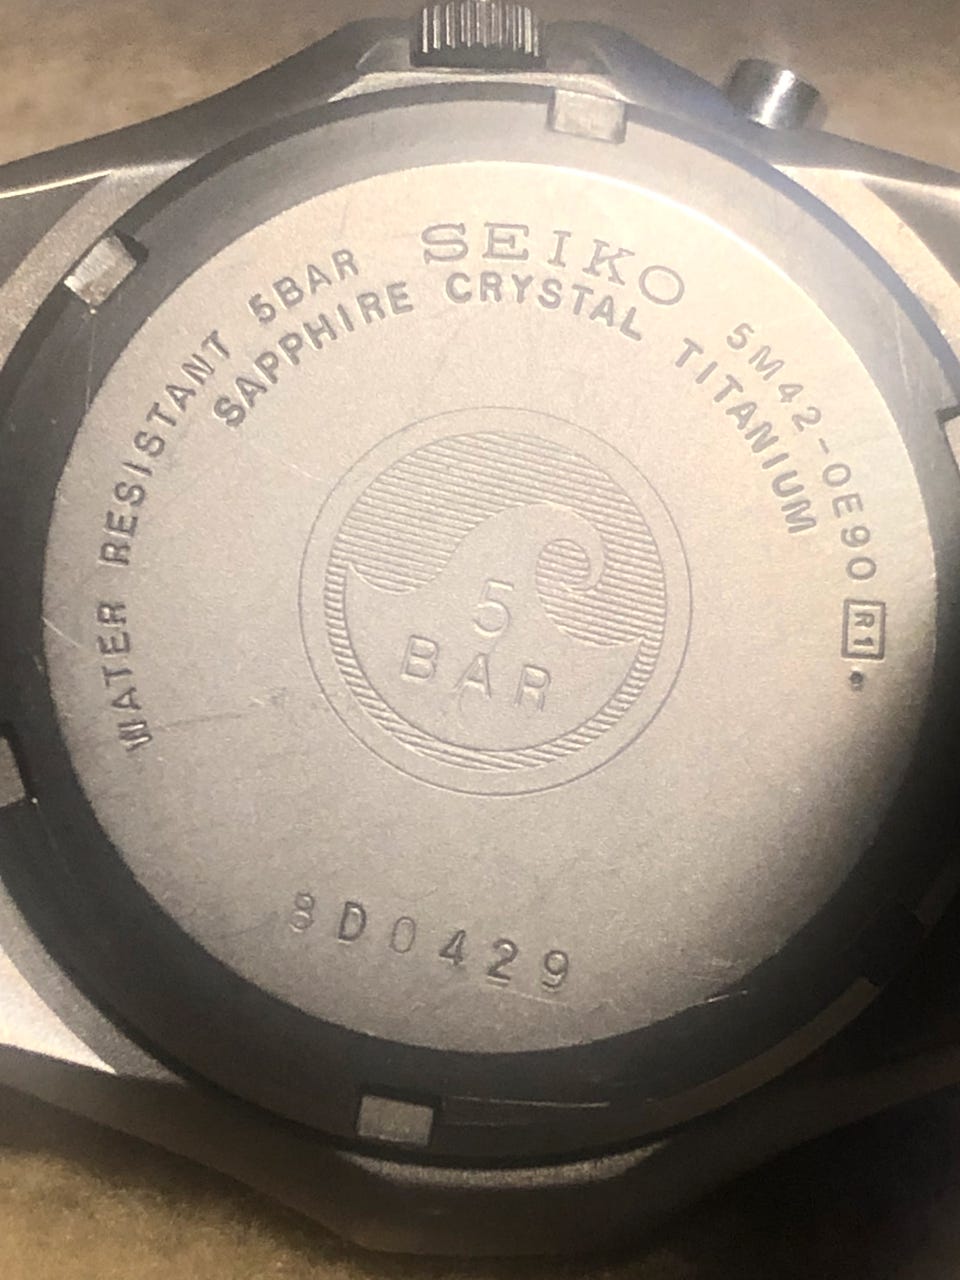 SEIKO
WATER RESISTANT 5BAR
5M42-0E90 R1
SAPPHIRE CRYSTAL TITANIUM
5
BAR
8D0429